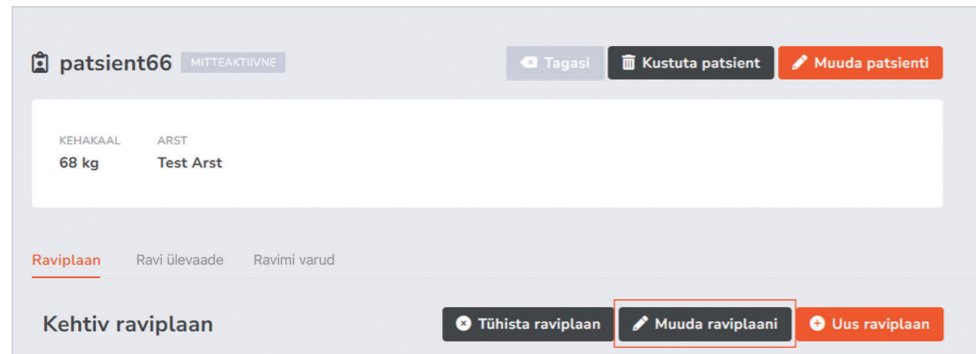 patsient66 MITTEAKTIIVNE Tagasi Kustuta patsient Muuda patsienti
KEHAKAAL ARST
68 kg Test Arst
Raviplaan Ravi ülevaade Ravimi varud
Kehtiv raviplaan Tühista raviplaan Muuda raviplaani Uus raviplaan